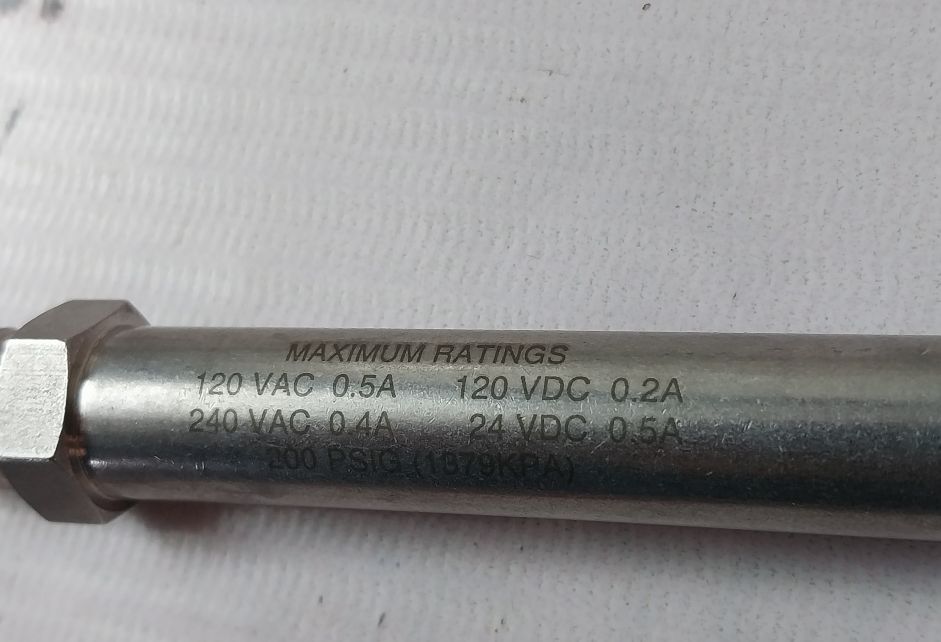 MAXIMUM RATINGS
120 VAC 0.5A 120 VDC 0.2A
240 VAC 0.4A 24 VDC 0.5A
200 PSIG (1379KPA)